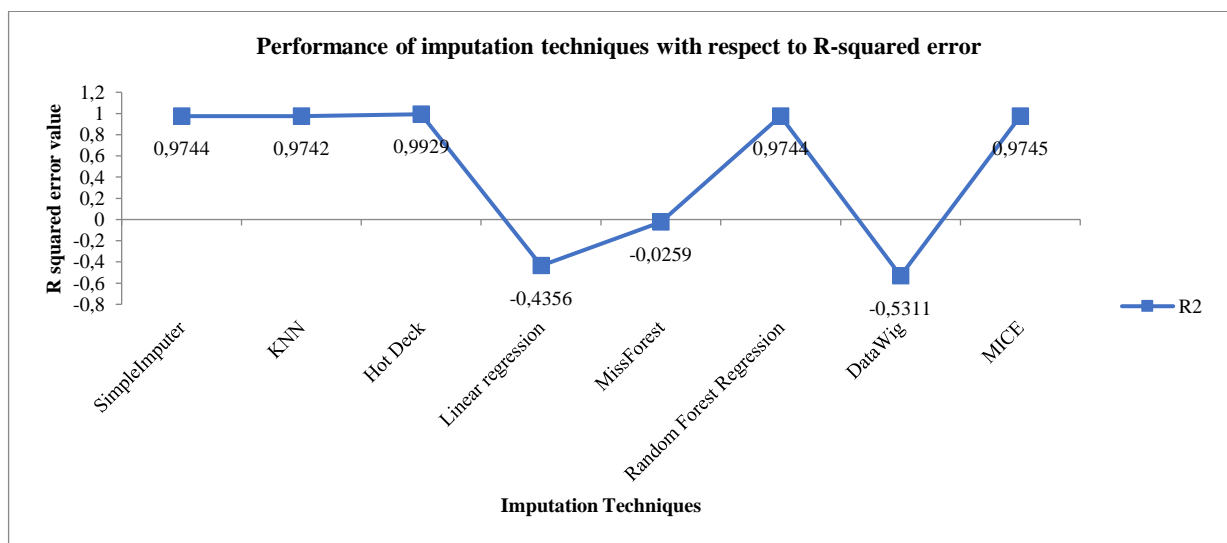 Performance of imputation techniques with respect to R-squared error
R squared error value
1,2
1
0,8
0,6
0,4
0,2
0
-0,2
-0,4
-0,6
-0,8
0,9744
0,9742
0,9929
-0,4356
-0,0259
0,9744
-0,5311
0,9745
R2
SimpleImputer
KNN
Hot Deck
Linear regression
MissForest
Random Forest Regression
DataWig
MICE
Imputation Techniques